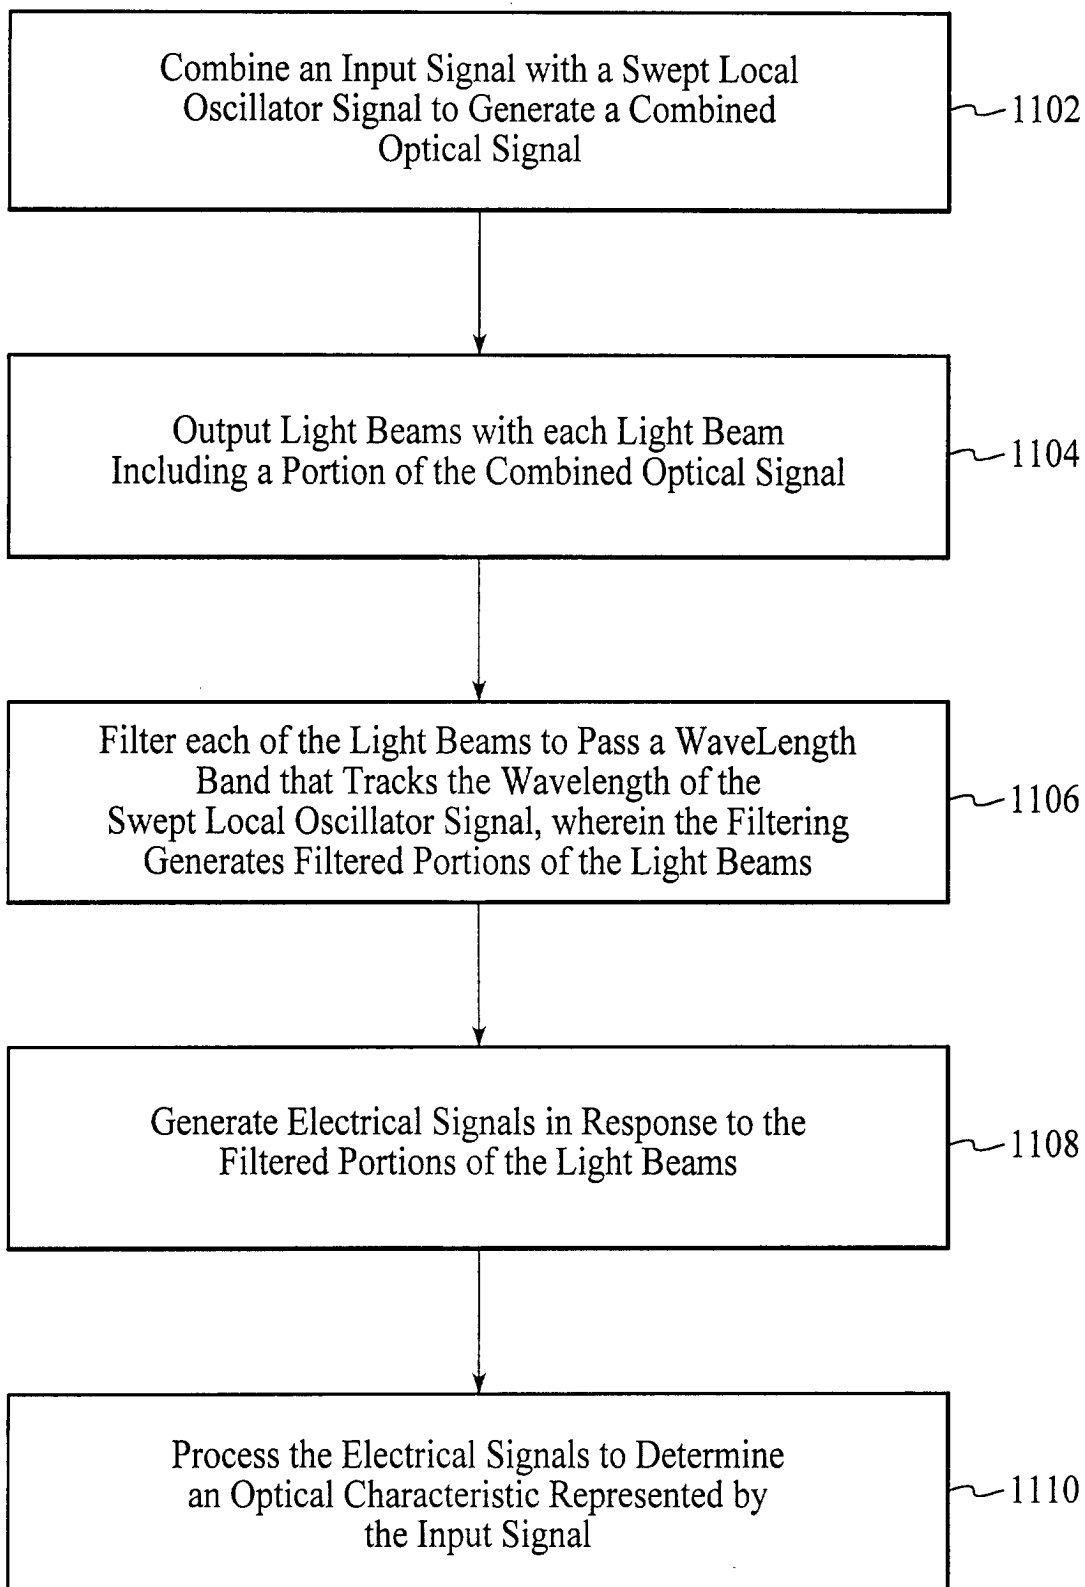 Combine an Input Signal with a Swept Local
Oscillator Signal to Generate a Combined
Optical Signal
1102
Output Light Beams with each Light Beam
Including a Portion of the Combined Optical Signal
1104
Filter each of the Light Beams to Pass a WaveLength
Band that Tracks the Wavelength of the
Swept Local Oscillator Signal, wherein the Filtering
Generates Filtered Portions of the Light Beams
1106
Generate Electrical Signals in Response to the
Filtered Portions of the Light Beams
1108
Process the Electrical Signals to Determine
an Optical Characteristic Represented by
the Input Signal
1110